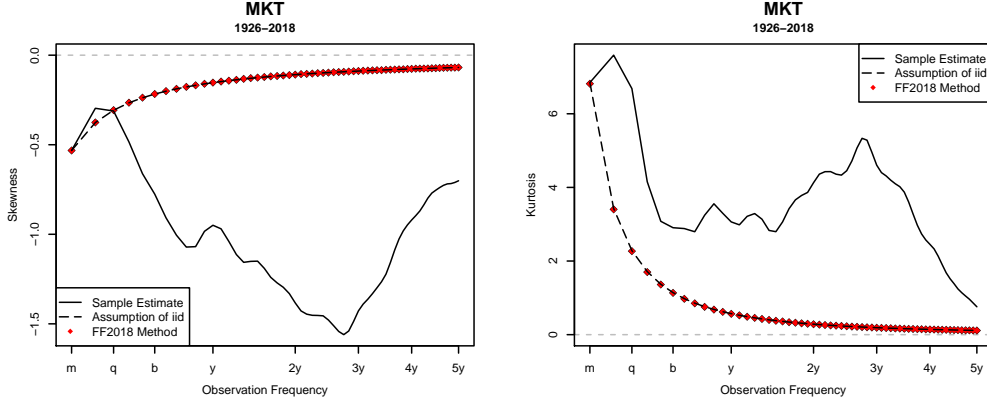 MKT
1926–2018
Skewness
0.0
−0.5
−1.0
−1.5
Sample Estimate
Assumption of iid
FF2018 Method
m q b y 2y 3y 4y 5y
Observation Frequency
MKT
1926–2018
Kurtosis
6
4
2
0
Sample Estimate
Assumption of iid
FF2018 Method
m q b y 2y 3y 4y 5y
Observation Frequency